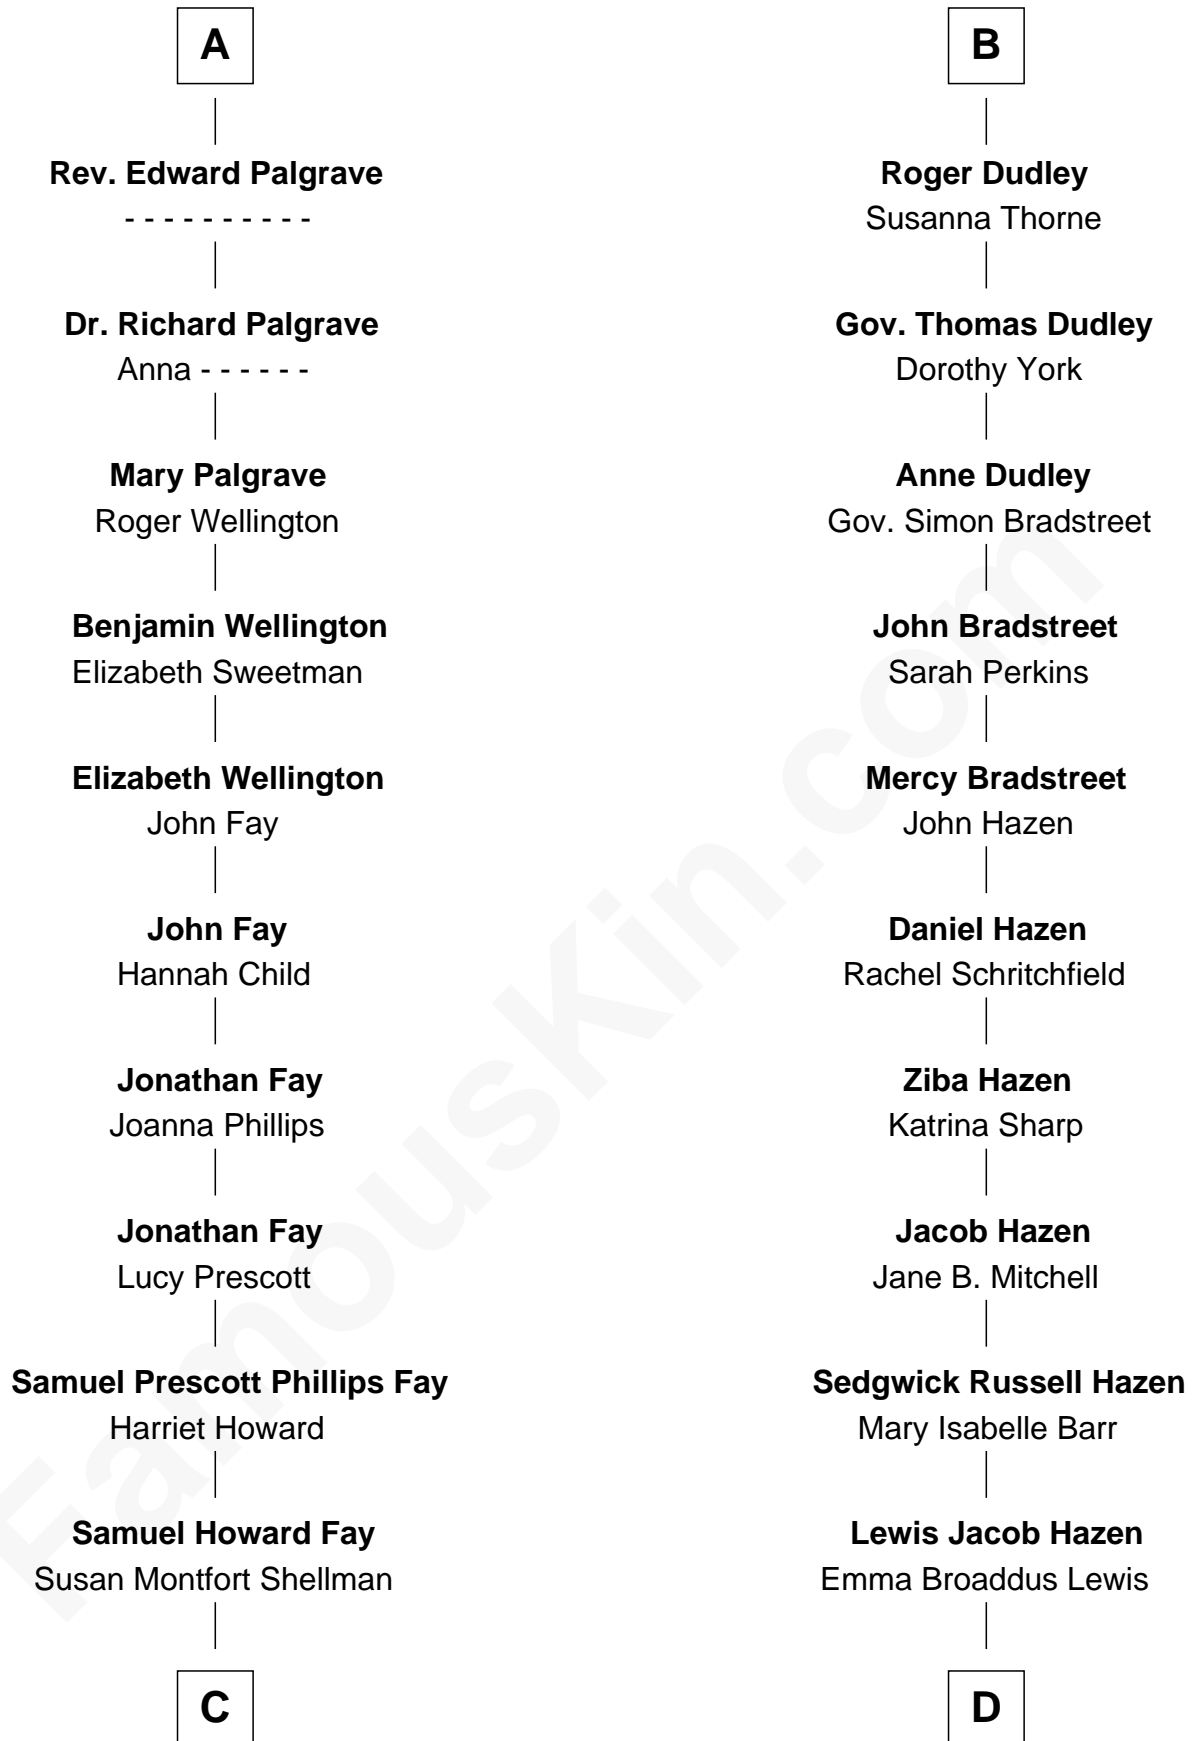 A
Rev. Edward Palgrave
- - - - - - - - - -
Dr. Richard Palgrave
Anna - - - - - -
Mary Palgrave
Roger Wellington
Benjamin Wellington
Elizabeth Sweetman
Elizabeth Wellington
John Fay
John Fay
Hannah Child
Jonathan Fay
Joanna Phillips
Jonathan Fay
Lucy Prescott
Samuel Prescott Phillips Fay
Harriet Howard
Samuel Howard Fay
Susan Montfort Shellman
C
B
Roger Dudley
Susanna Thorne
Gov. Thomas Dudley
Dorothy York
Anne Dudley
Gov. Simon Bradstreet
John Bradstreet
Sarah Perkins
Mercy Bradstreet
John Hazen
Daniel Hazen
Rachel Schritchfield
Ziba Hazen
Katrina Sharp
Jacob Hazen
Jane B. Mitchell
Sedgwick Russell Hazen
Mary Isabelle Barr
Lewis Jacob Hazen
Emma Broaddus Lewis
D
FamousKin.com